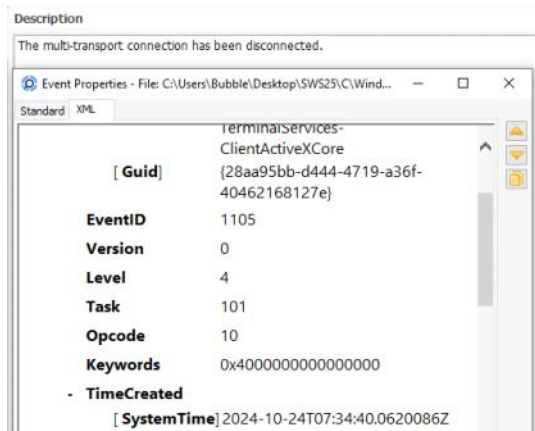 Description
The multi-transport connection has been disconnected.
Event Properties - File: C:\Users\Bubble\Desktop\SWS25\C\Wind...
Standard XML
TerminalServices-
ClientActiveXCore
[ Guid] {28aa95bb-d444-4719-a36f-
40462168127e}
EventID 1105
Version 0
Level 4
Task 101
Opcode 10
Keywords 0x4000000000000000
- TimeCreated
[ SystemTime] 2024-10-24T07:34:40.0620086Z